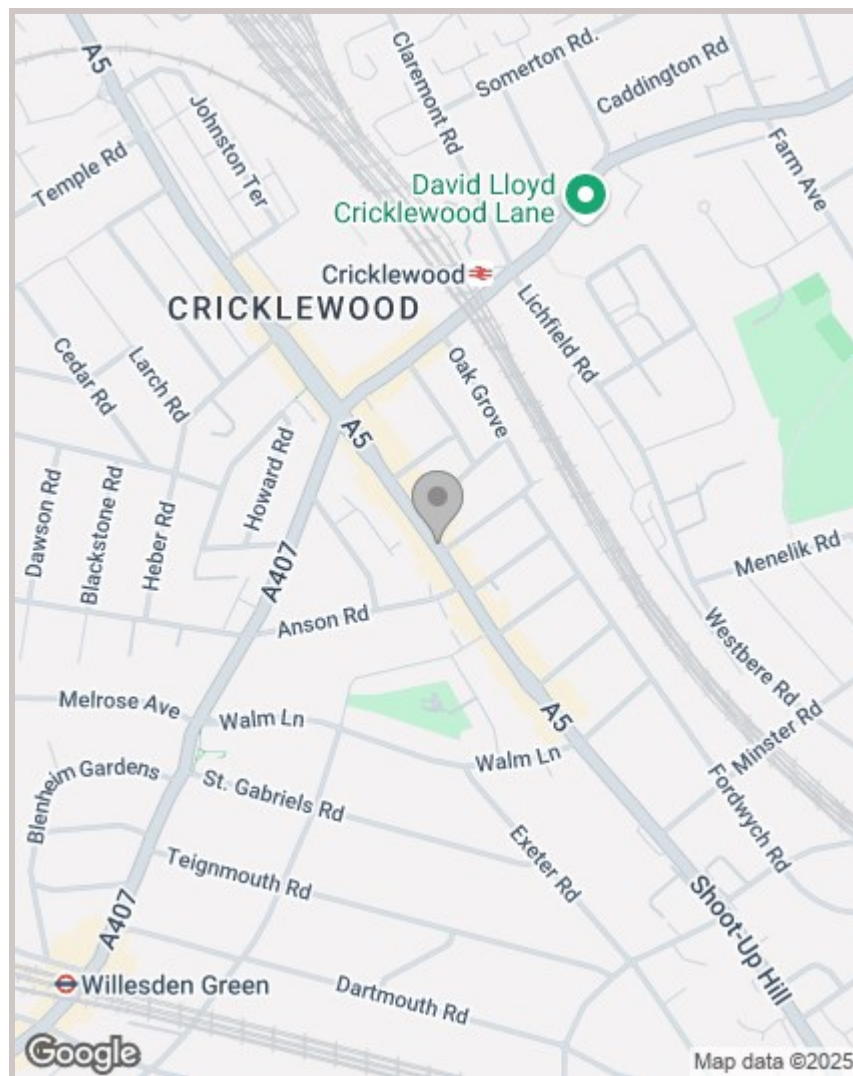 A5
Claremont Rd
Somerton Rd.
Caddington Rd
Johnston Ter
Temple Rd
Farm Ave
David Lloyd
Cricklewood Lane
Cricklewood
CRICKLEWOOD
Lichfield Rd
Cedar Rd
Larch Rd
Oak Grove
A5
Howard Rd
Dawson Rd
Blackstone Rd
Heber Rd
A407
Menelik Rd
Anson Rd
Westbere Rd
Melrose Ave
Walm Ln
A5
Walm Ln
Minster Rd
Blenheim Gardens
St. Gabriels Rd
Fordwych Rd
Exeter Rd
Teignmouth Rd
Shoot-Up Hill
A407
Willesden Green
Dartmouth Rd
Google
Map data ©2025